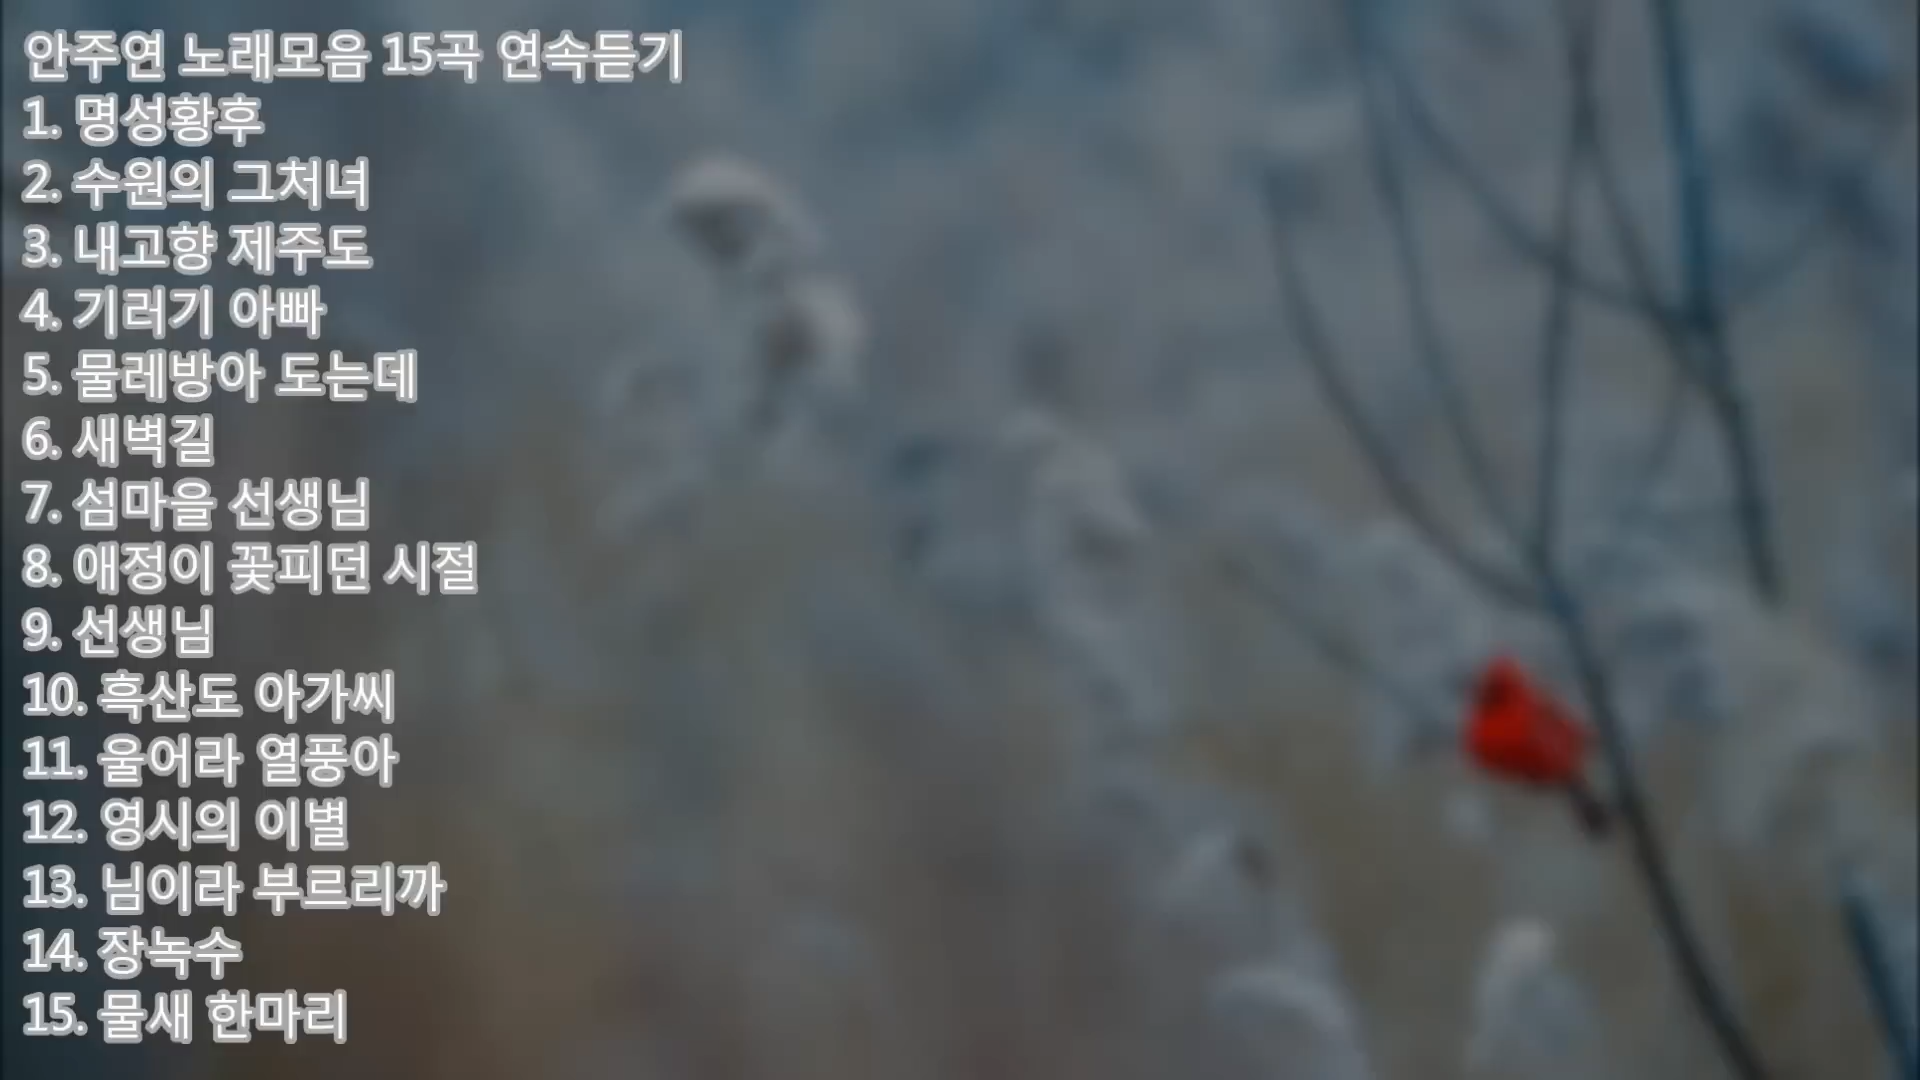 안주연 노래모음 15곡 연속듣기
1. 명성황후
2. 수원의 그처녀
3. 내고향 제주도
4. 기러기 아빠
5. 물레방아 도는데
6. 새벽길
7. 섬마을 선생님
8. 애정이 꽃피던 시절
9. 선생님
10. 흑산도 아가씨
11. 울어라 열풍아
12. 영시의 이별
13. 님이라 부르리까
14. 장녹수
15. 물새 한마리